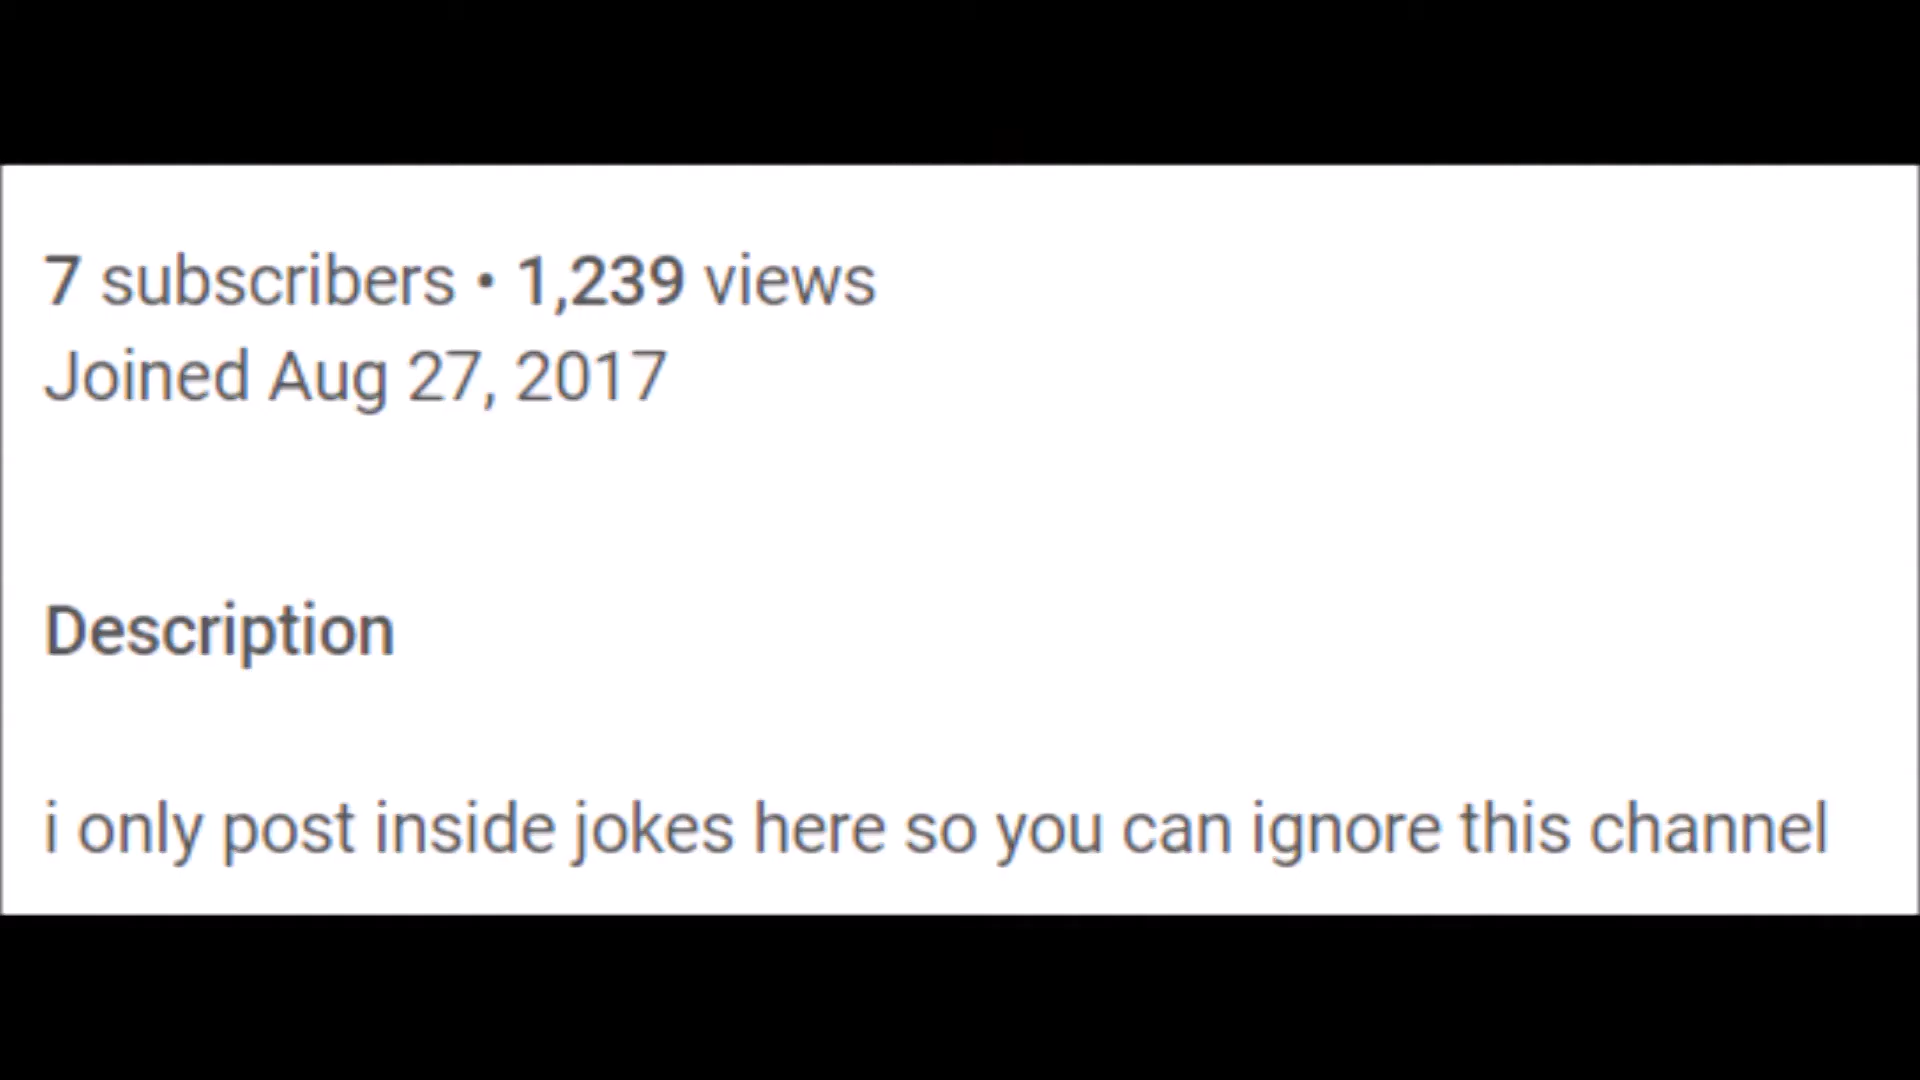 7 subscribers • 1,239 views
Joined Aug 27, 2017
Description
i only post inside jokes here so you can ignore this channel